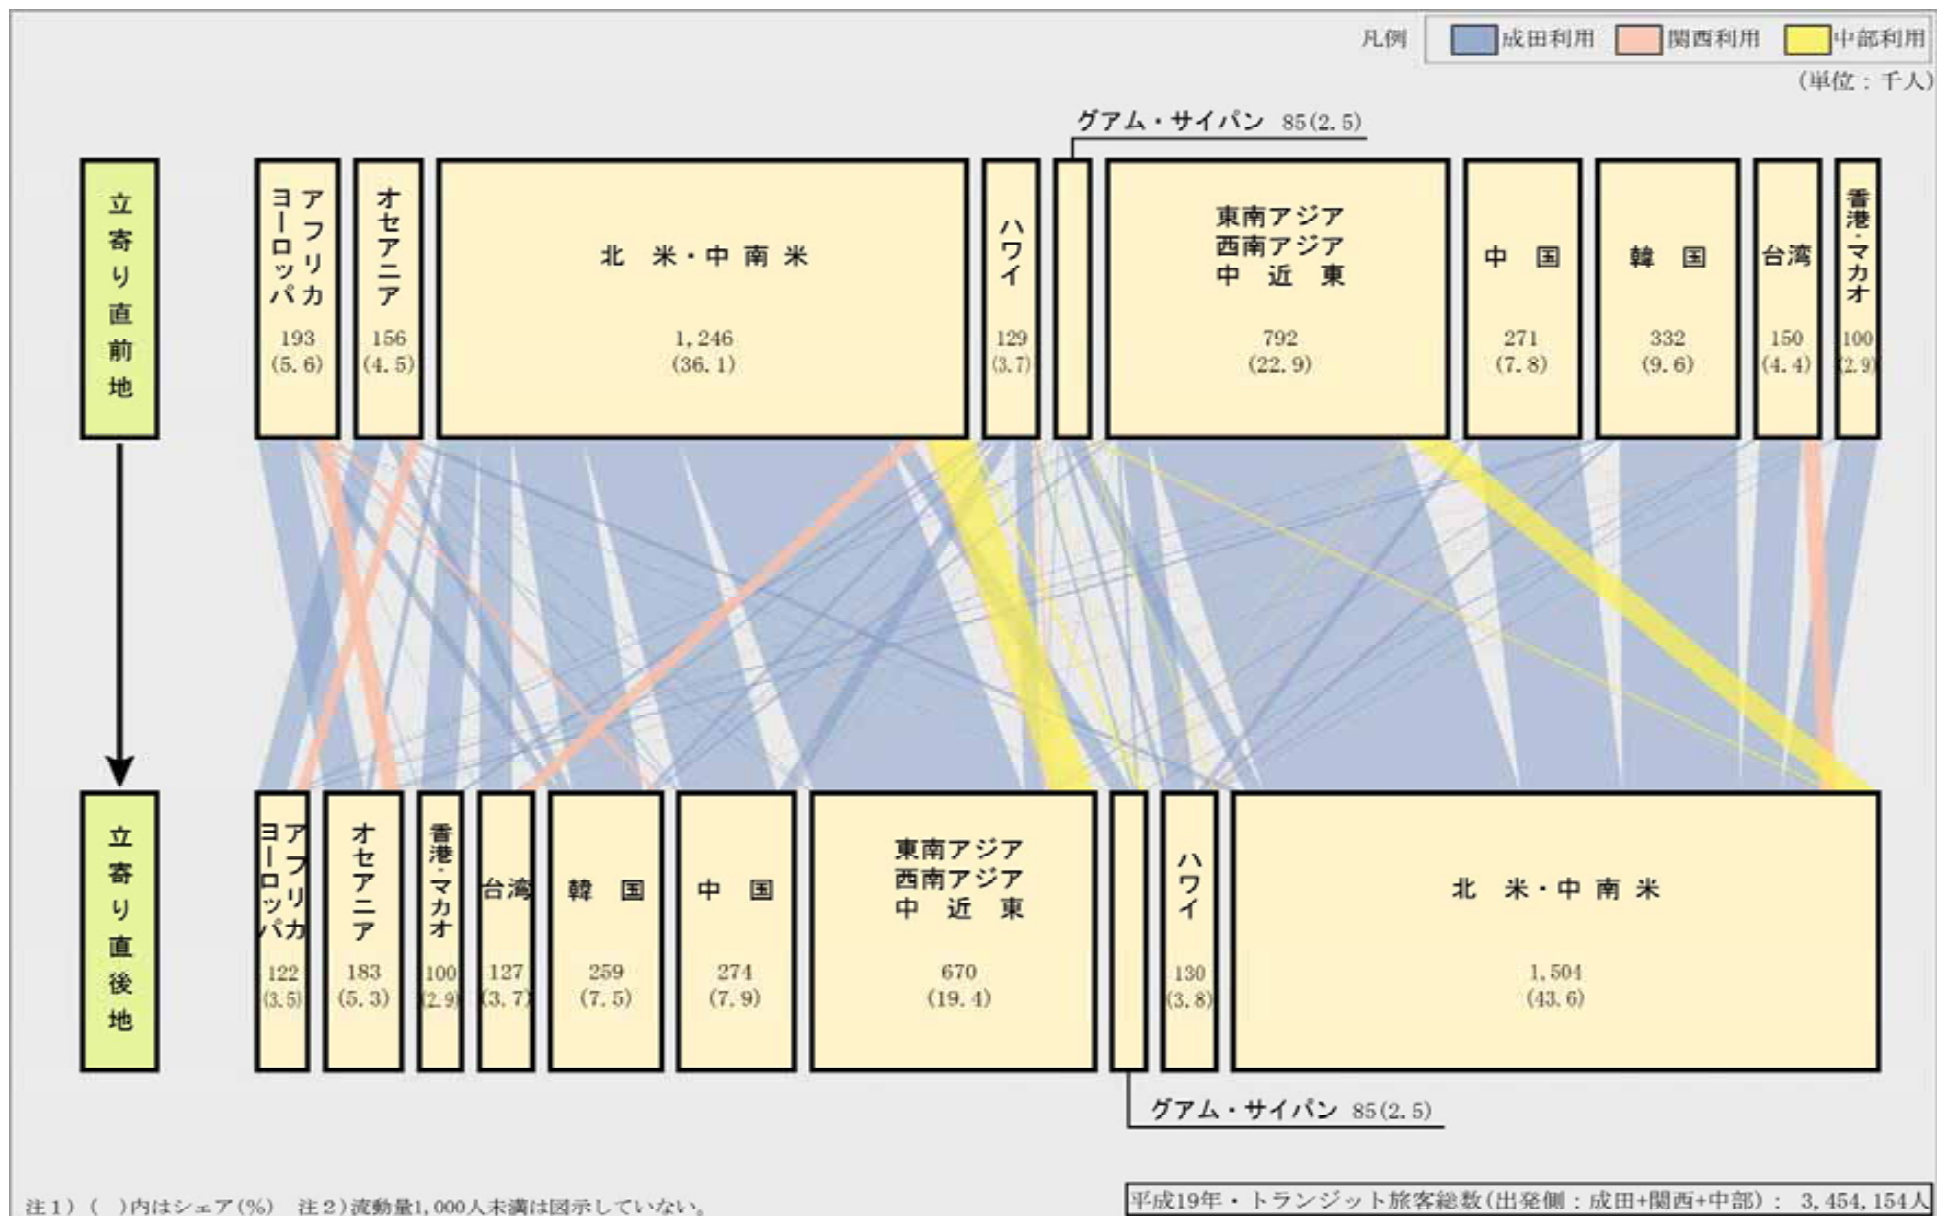 凡例 成田利用 関西利用 中部利用
(単位：千人)
グアム・サイパン 85(2.5)
立寄り直前地
アフリカ
ヨーロッパ
193
(5.6)
オセアニア
156
(4.5)
北米・中南米
1,246
(36.1)
ハワイ
129
(3.7)
東南アジア
西南アジア
中近東
792
(22.9)
中国
271
(7.8)
韓国
332
(9.6)
台湾
150
(4.4)
香港・マカオ
100
(2.9)
立寄り直後地
アフリカ
ヨーロッパ
122
(3.5)
オセアニア
183
(5.3)
香港・マカオ
100
(2.9)
台湾
127
(3.7)
韓国
259
(7.5)
中国
274
(7.9)
東南アジア
西南アジア
中近東
670
(19.4)
ハワイ
130
(3.8)
北米・中南米
1,504
(43.6)
グアム・サイパン 85(2.5)
注1) ( )内はシェア(%) 注2)流動量1,000人未満は図示していない。
平成19年・トランジット旅客総数(出発側：成田+関西+中部)： 3,454,154人